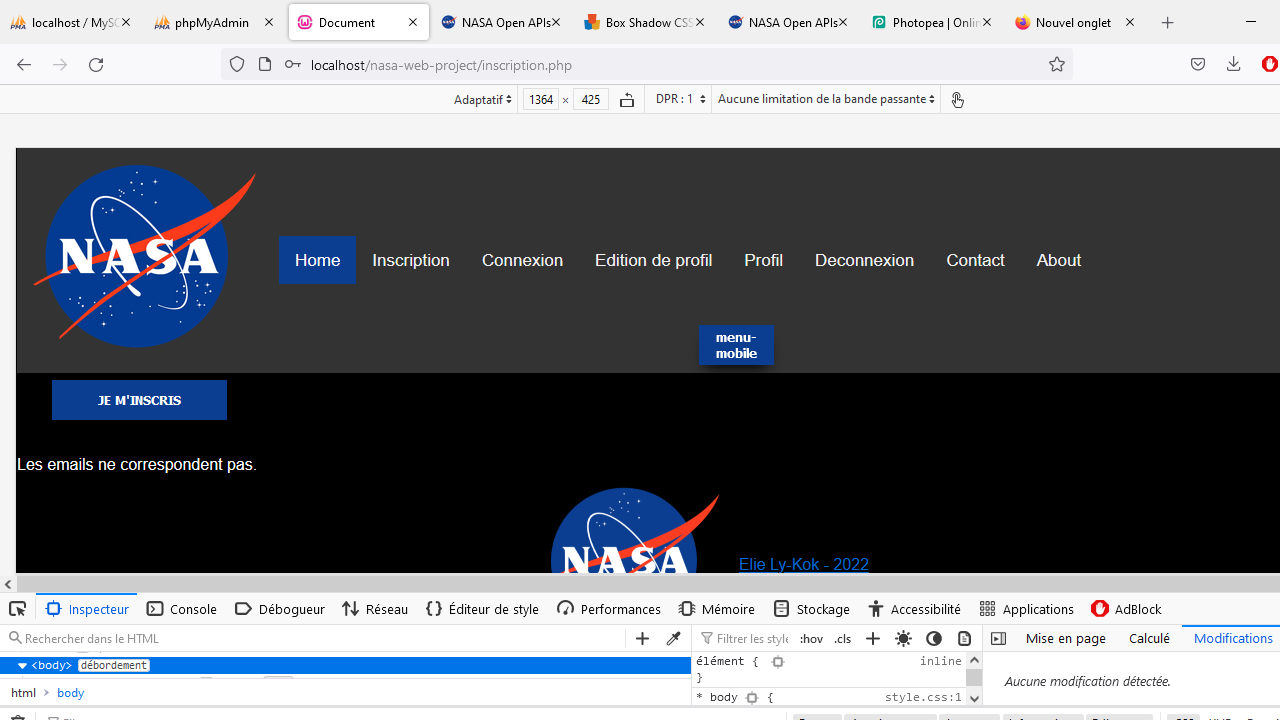 localhost / MySQ
phpMyAdmin
Document
NASA Open APIs
Box Shadow CSS
NASA Open APIs
Photopea | Onlin
Nouvel onglet
localhost/nasa-web-project/inscription.php
Adaptatif
1364 × 425
DPR : 1
Aucune limitation de la bande passante
NASA
Home
Inscription
Connexion
Edition de profil
Profil
Deconnexion
Contact
About
menu-
mobile
JE M'INSCRIS
Les emails ne correspondent pas.
NASA
Elie Ly-Kok - 2022
Inspecteur
Console
Débogueur
Réseau
Éditeur de style
Performances
Mémoire
Stockage
Accessibilité
Applications
AdBlock
Rechercher dans le HTML
Filtrer les style
:hov
.cls
Mise en page
Calculé
Modifications
<body> débordement
élément { inline
}
Aucune modification détectée.
html > body
* body { style.css:1